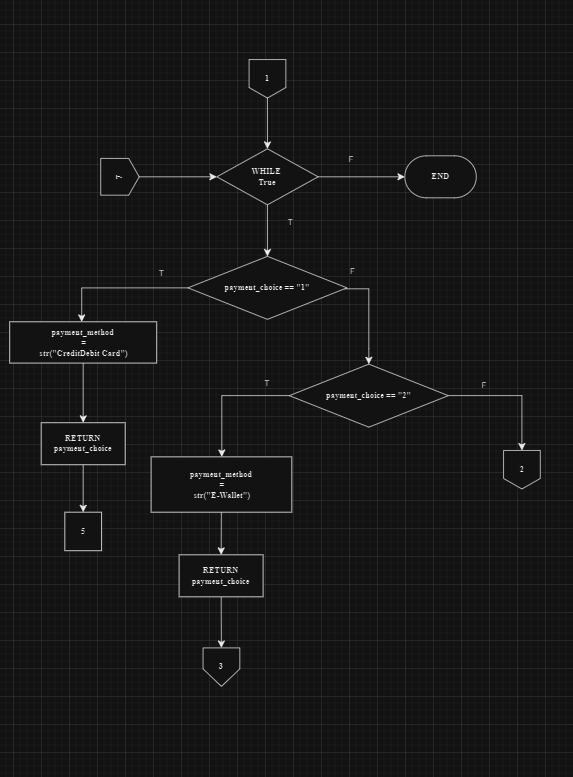 1
7
WHILE
True
F
END
T
T
payment_choice == "1"
F
payment_method
=
str("CreditDebit Card")
T
payment_choice == "2"
F
RETURN
payment_choice
payment_method
=
str("E-Wallet")
2
5
RETURN
payment_choice
3